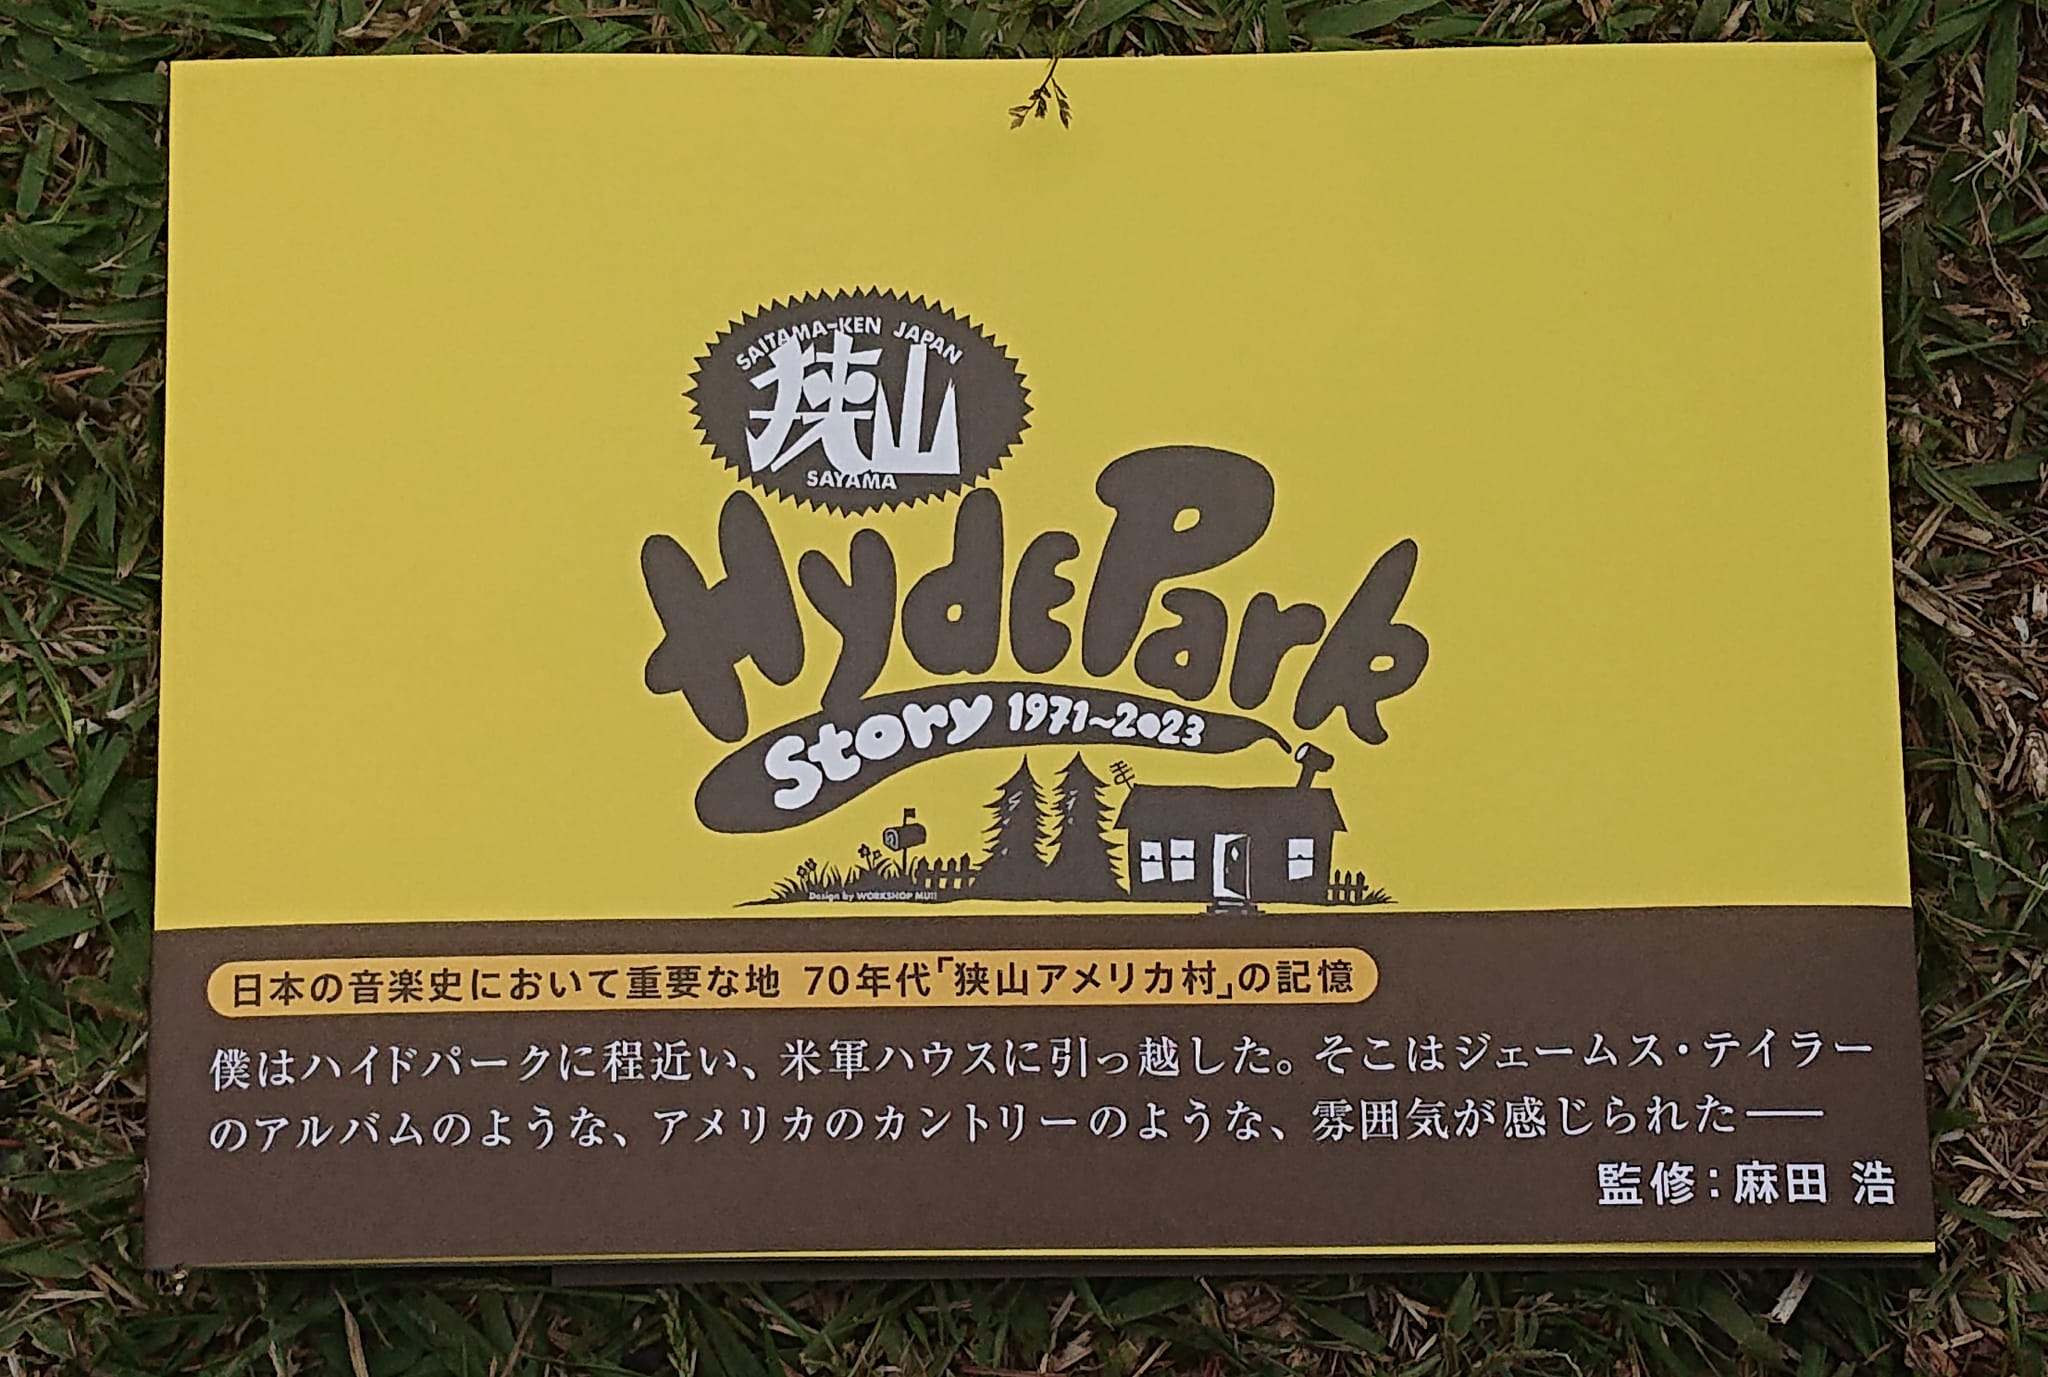 SAITAMA-KEN JAPAN
狭山
SAYAMA
HydePark
Story 1971~2023
Design by WORKSHOP MU!!
日本の音楽史において重要な地 70年代「狭山アメリカ村」の記憶
僕はハイドパークに程近い、米軍ハウスに引っ越した。そこはジェームス・テイラー
のアルバムのような、アメリカのカントリーのような、雰囲気が感じられた──
監修:麻田 浩